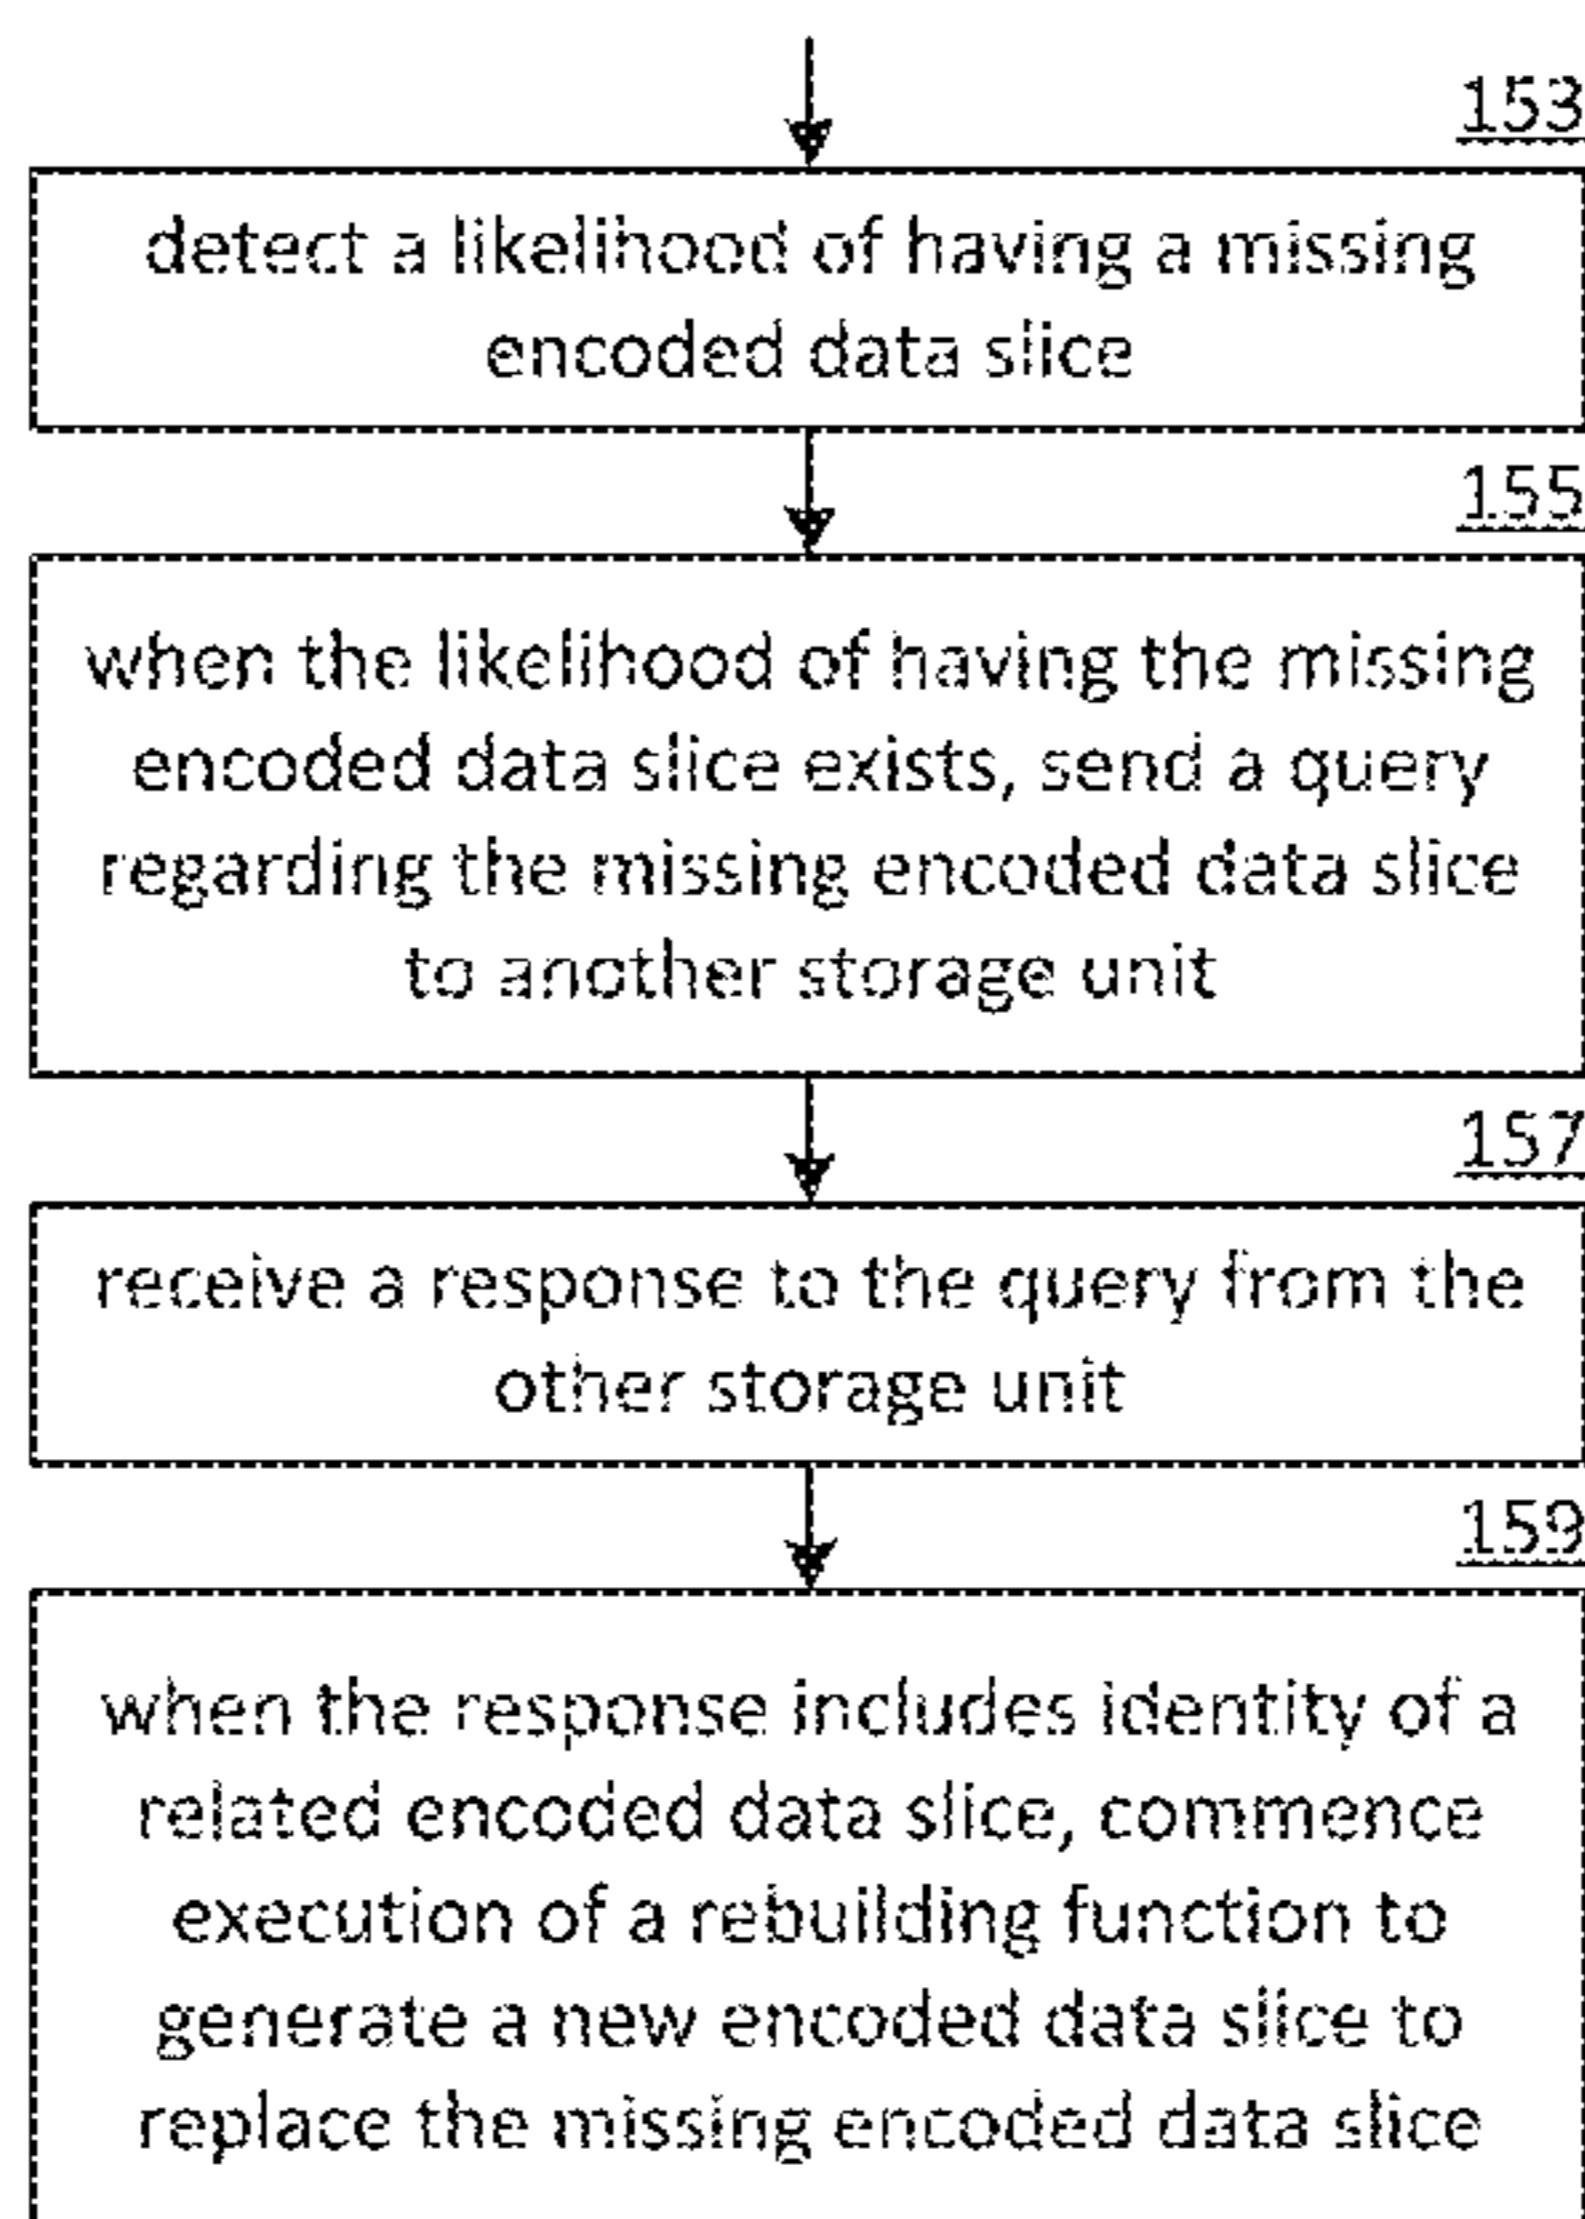 153
detect a likelihood of having a missing
encoded data slice
155
when the likelihood of having the missing
encoded data slice exists, send a query
regarding the missing encoded data slice
to another storage unit
157
receive a response to the query from the
other storage unit
159
when the response includes identity of a
related encoded data slice, commence
execution of a rebuilding function to
generate a new encoded data slice to
replace the missing encoded data slice